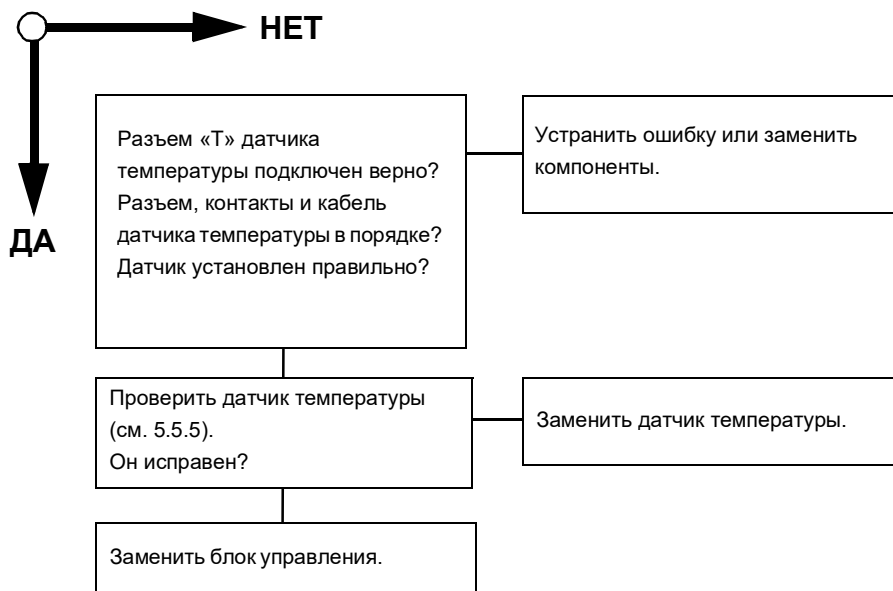 НЕТ
ДА
Разъем «Т» датчика
температуры подключен верно?
Разъем, контакты и кабель
датчика температуры в порядке?
Датчик установлен правильно?
Устранить ошибку или заменить
компоненты.
Проверить датчик температуры
(см. 5.5.5).
Он исправен?
Заменить датчик температуры.
Заменить блок управления.